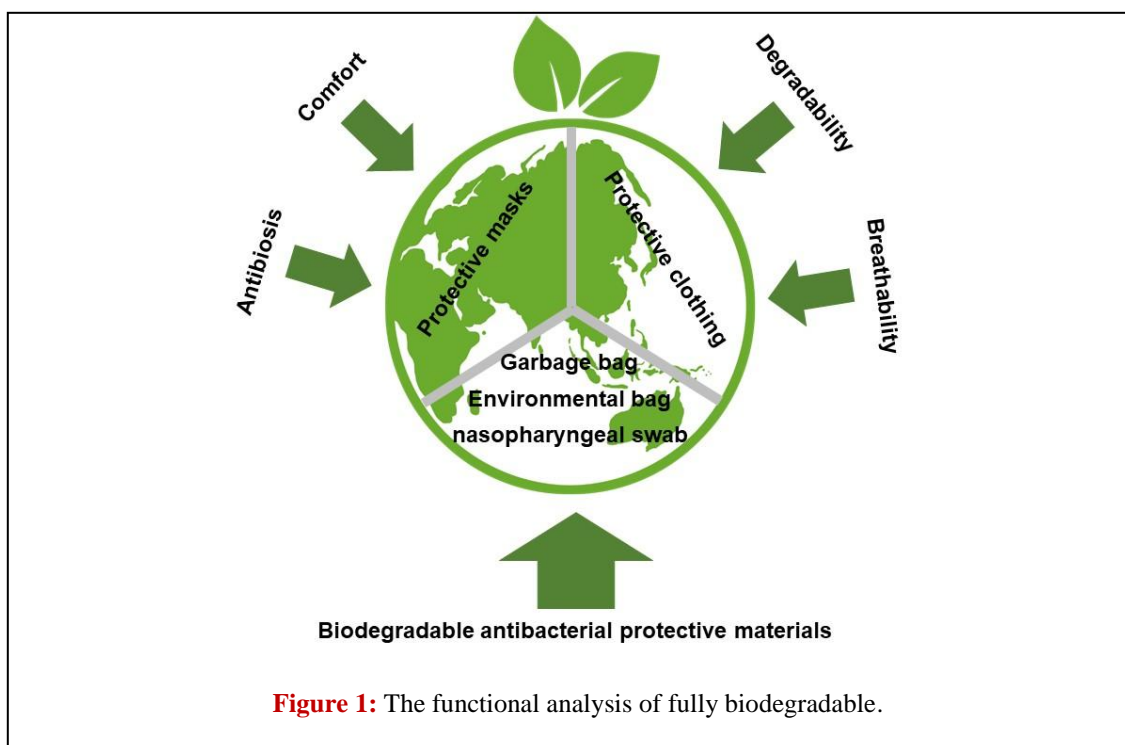 Comfort
Degradability
Antibiosis
Breathability
Protective masks
Protective clothing
Garbage bag
Environmental bag
nasopharyngeal swab
Biodegradable antibacterial protective materials
Figure 1: The functional analysis of fully biodegradable.